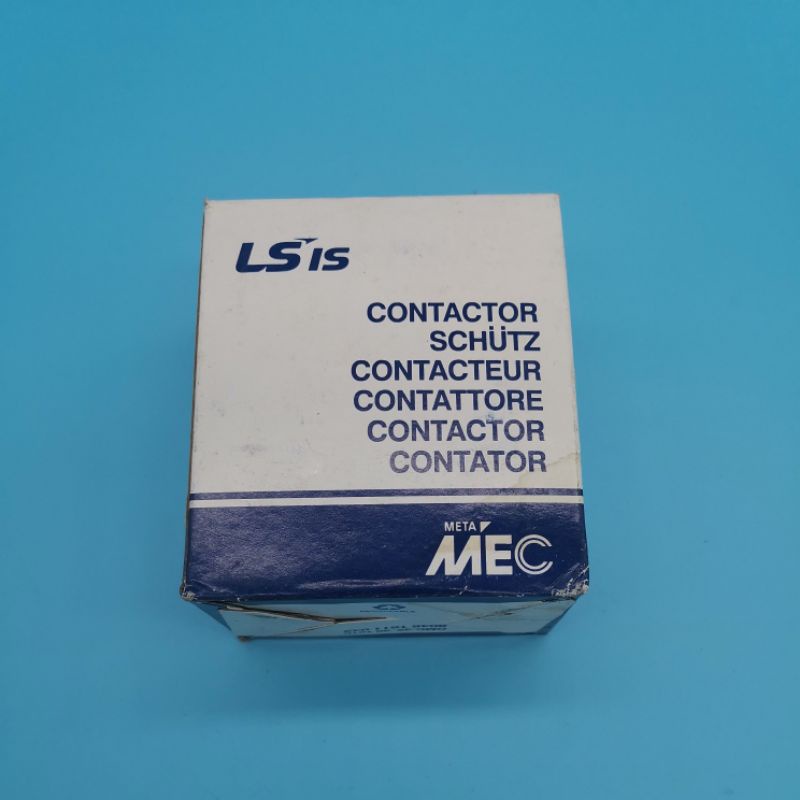 LS IS
CONTACTOR
SCHÜTZ
CONTACTEUR
CONTATTORE
CONTACTOR
CONTATOR
META
MEC